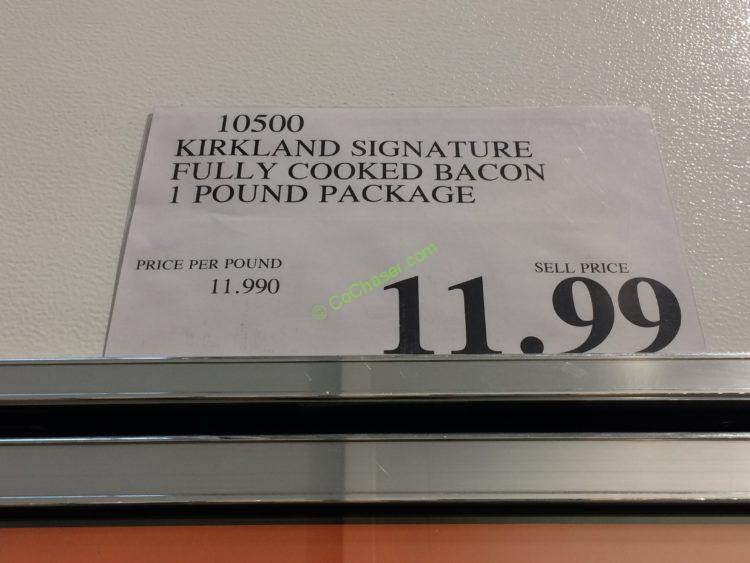 10500
KIRKLAND SIGNATURE
FULLY COOKED BACON
1 POUND PACKAGE
PRICE PER POUND
11.990
SELL PRICE
11.99
© CoChaser.com